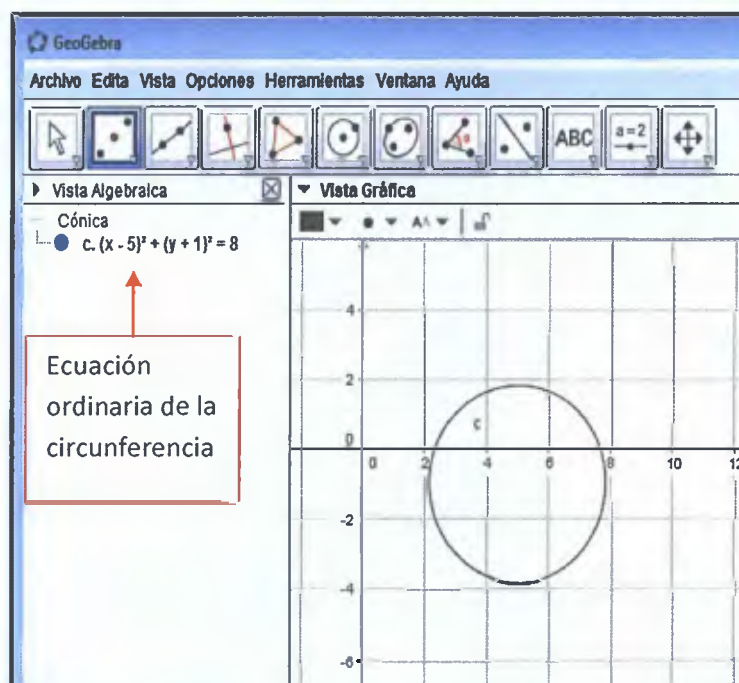 GeoGebra
Archivo Edita Vista Opciones Herramientas Ventana Ayuda
ABC a=2
Vista Algebraica
Vista Gráfica
Cónica
c. (x - 5)² + (y + 1)² = 8
Ecuación
ordinaria de la
circunferencia
4
2
c
0
0 2 4 6 8 10 12
-2
-4
-6